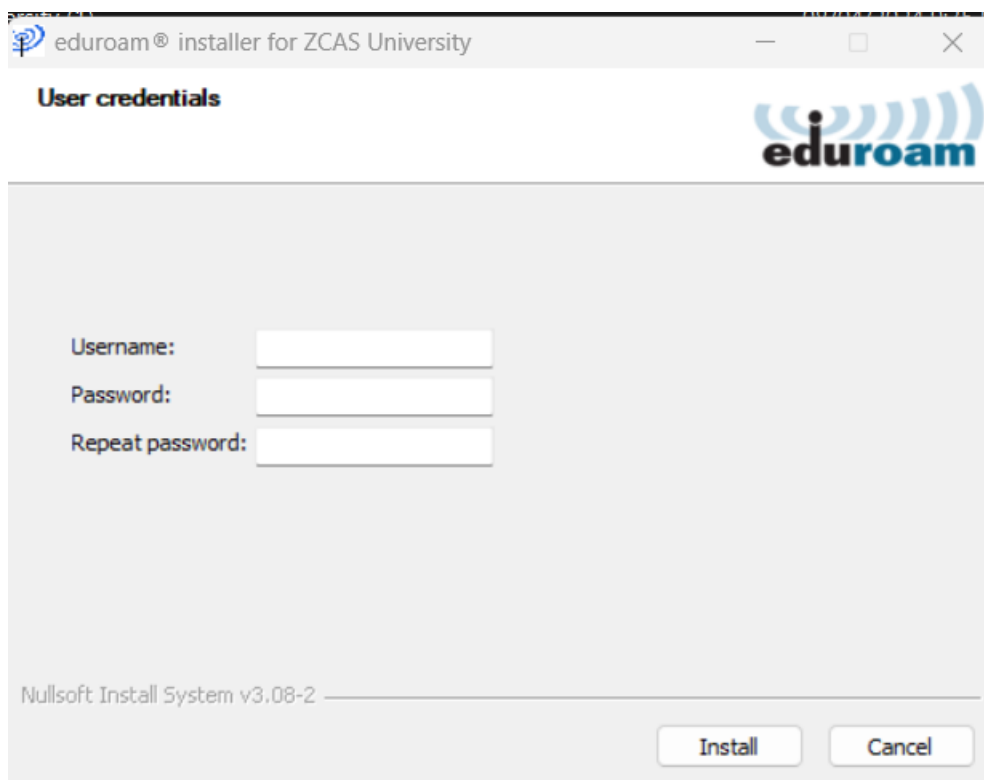 eduroam® installer for ZCAS University
User credentials
eduroam
Username:
Password:
Repeat password:
Nullsoft Install System v3.08-2
Install
Cancel